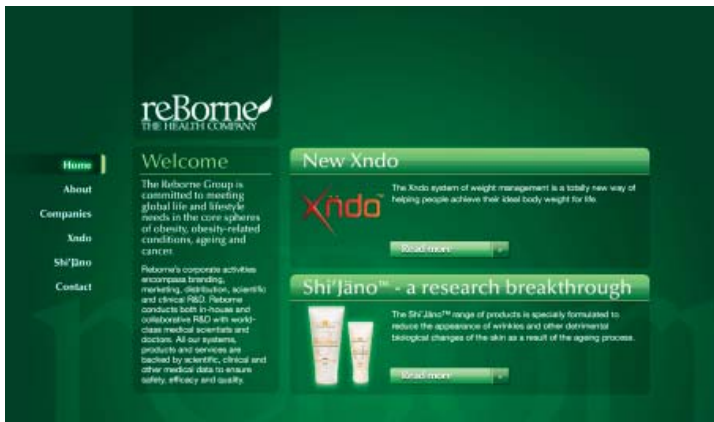 reBorne
THE HEALTH COMPANY
Home
About
Companies
Xndo
Shi'Jāno
Contact
Welcome
The Reborne Group is
committed to meeting
global life and lifestyle
needs in the core spheres
of obesity, obesity-related
conditions, ageing and
cancer.
Reborne's corporate activities
encompass branding,
marketing, distribution, scientific
and clinical R&D. Reborne
conducts both in-house and
collaborative R&D with world-
class medical scientists and
doctors. All our systems,
products and services are
backed by scientific, clinical and
other medical data to ensure
safety, efficacy and quality.
New Xndo
Xndo™
The Xndo system of weight management is a totally new way of
helping people achieve their ideal body weight for life.
Read more
Shi'Jāno™ - a research breakthrough
The Shi'Jāno™ range of products is specially formulated to
reduce the appearance of wrinkles and other detrimental
biological changes of the skin as a result of the ageing process.
Read more